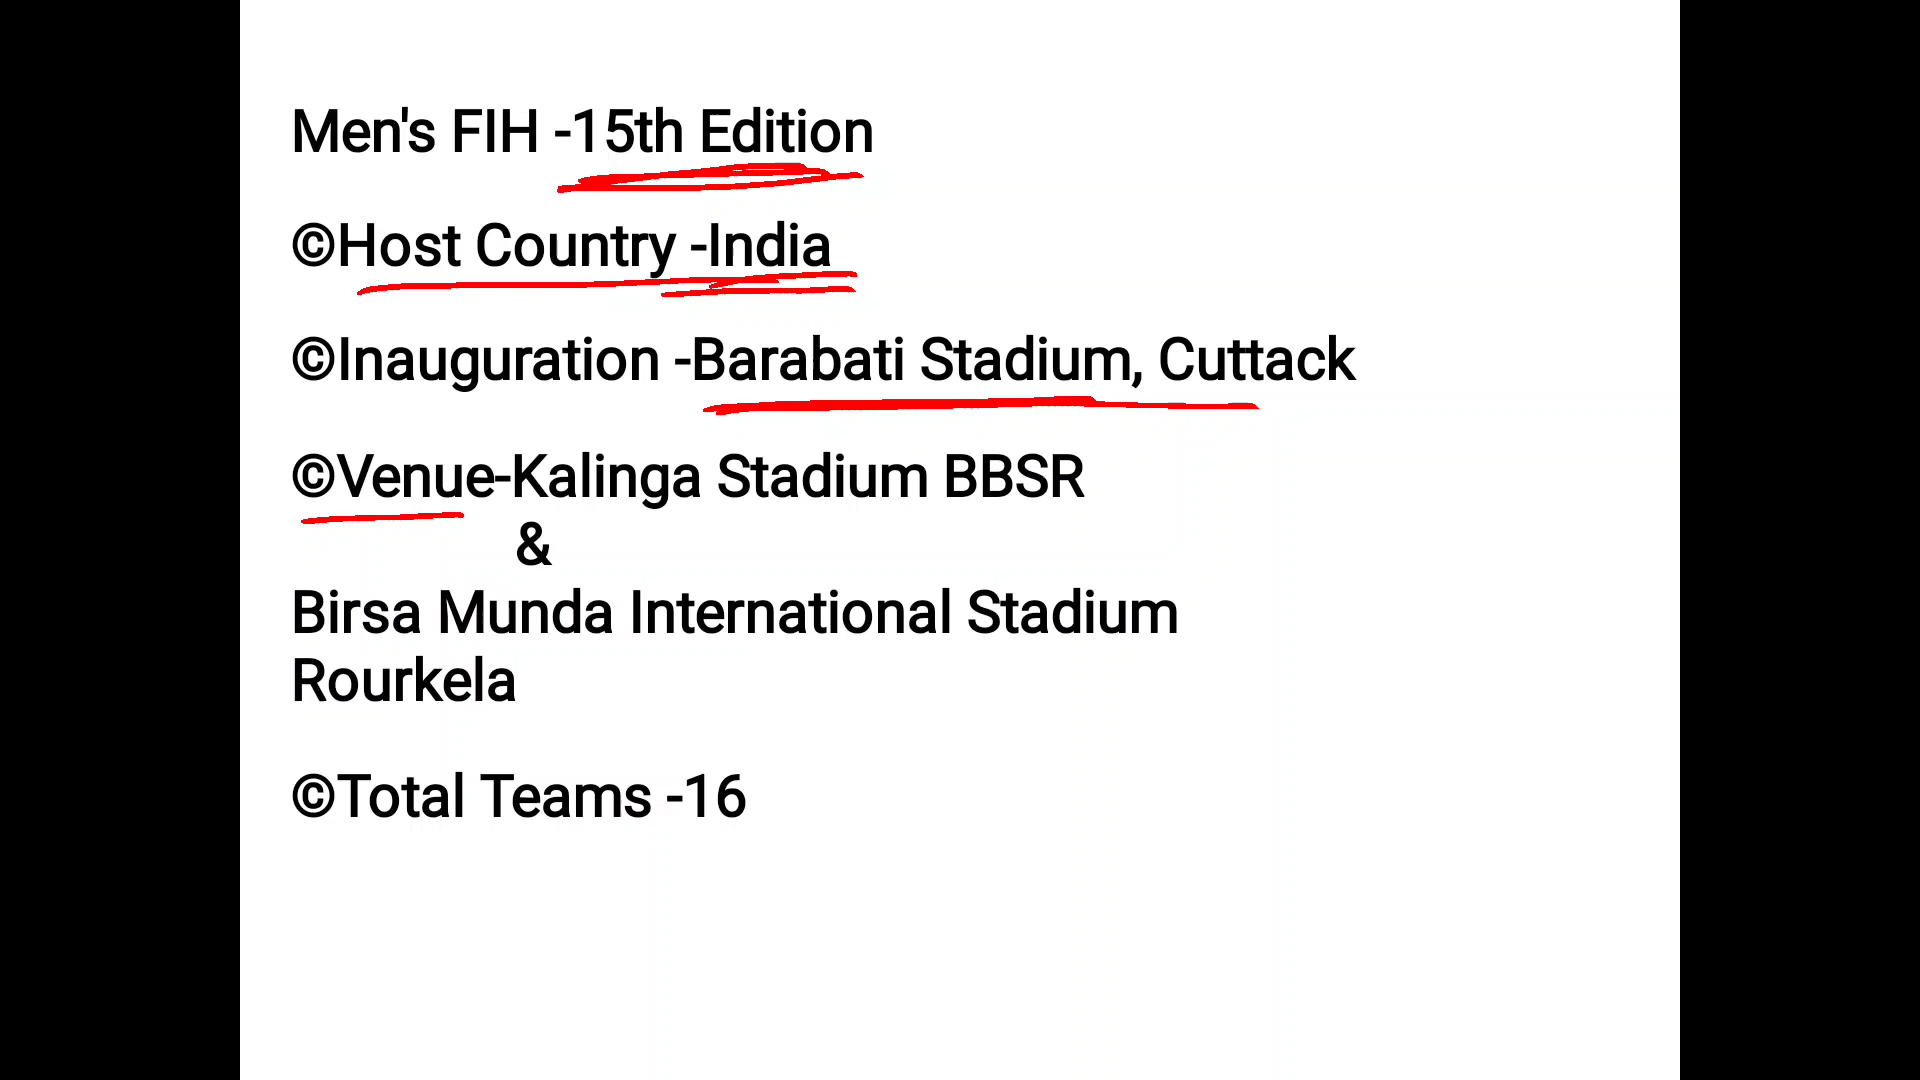 Men's FIH -15th Edition
©Host Country -India
©Inauguration -Barabati Stadium, Cuttack
©Venue-Kalinga Stadium BBSR
&
Birsa Munda International Stadium
Rourkela
©Total Teams -16